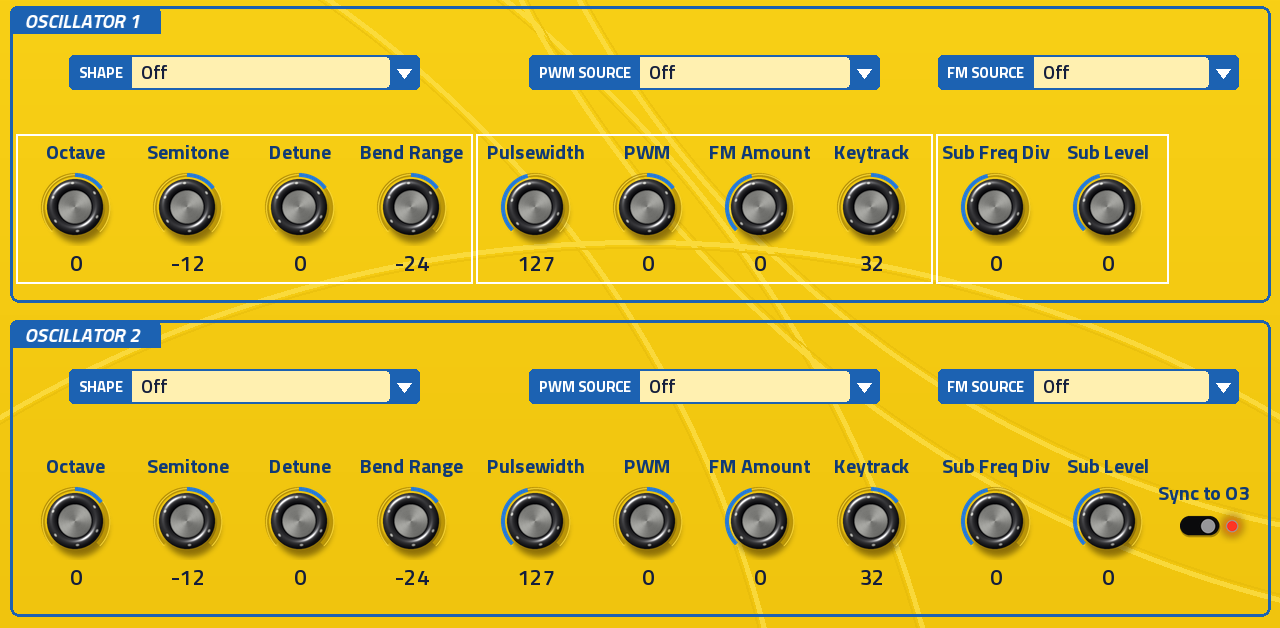 OSCILLATOR 1
SHAPE Off PWM SOURCE Off FM SOURCE Off
Octave Semitone Detune Bend Range Pulsewidth PWM FM Amount Keytrack Sub Freq Div Sub Level
0 -12 0 -24 127 0 0 32 0 0
OSCILLATOR 2
SHAPE Off PWM SOURCE Off FM SOURCE Off
Octave Semitone Detune Bend Range Pulsewidth PWM FM Amount Keytrack Sub Freq Div Sub Level
Sync to O3
0 -12 0 -24 127 0 0 32 0 0